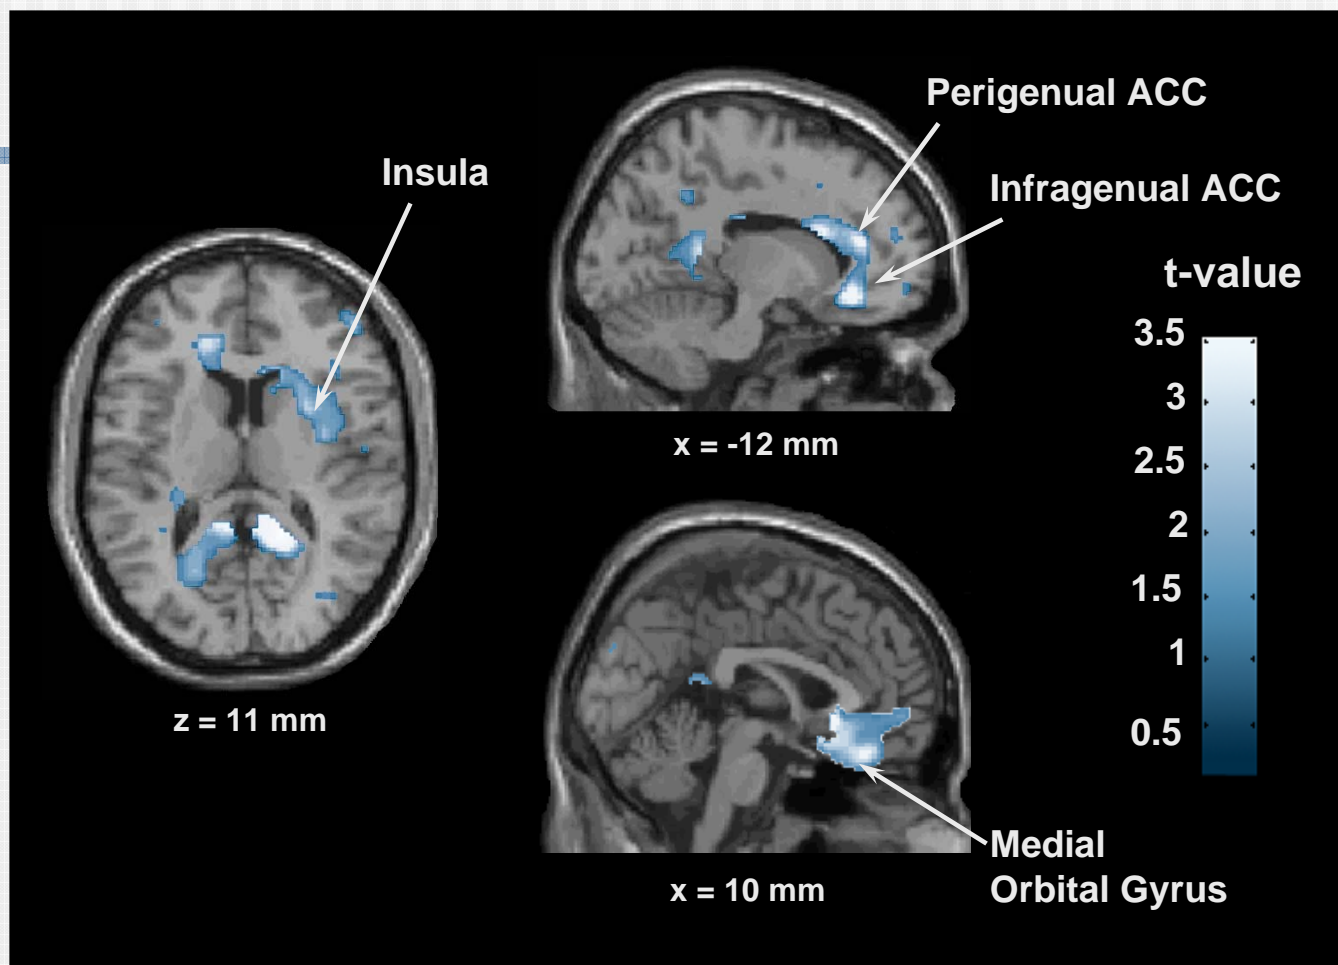 Perigenual ACC
Insula
Infragenual ACC
t-value
3.5
3
2.5
2
1.5
1
0.5
x = -12 mm
z = 11 mm
Medial
Orbital Gyrus
x = 10 mm